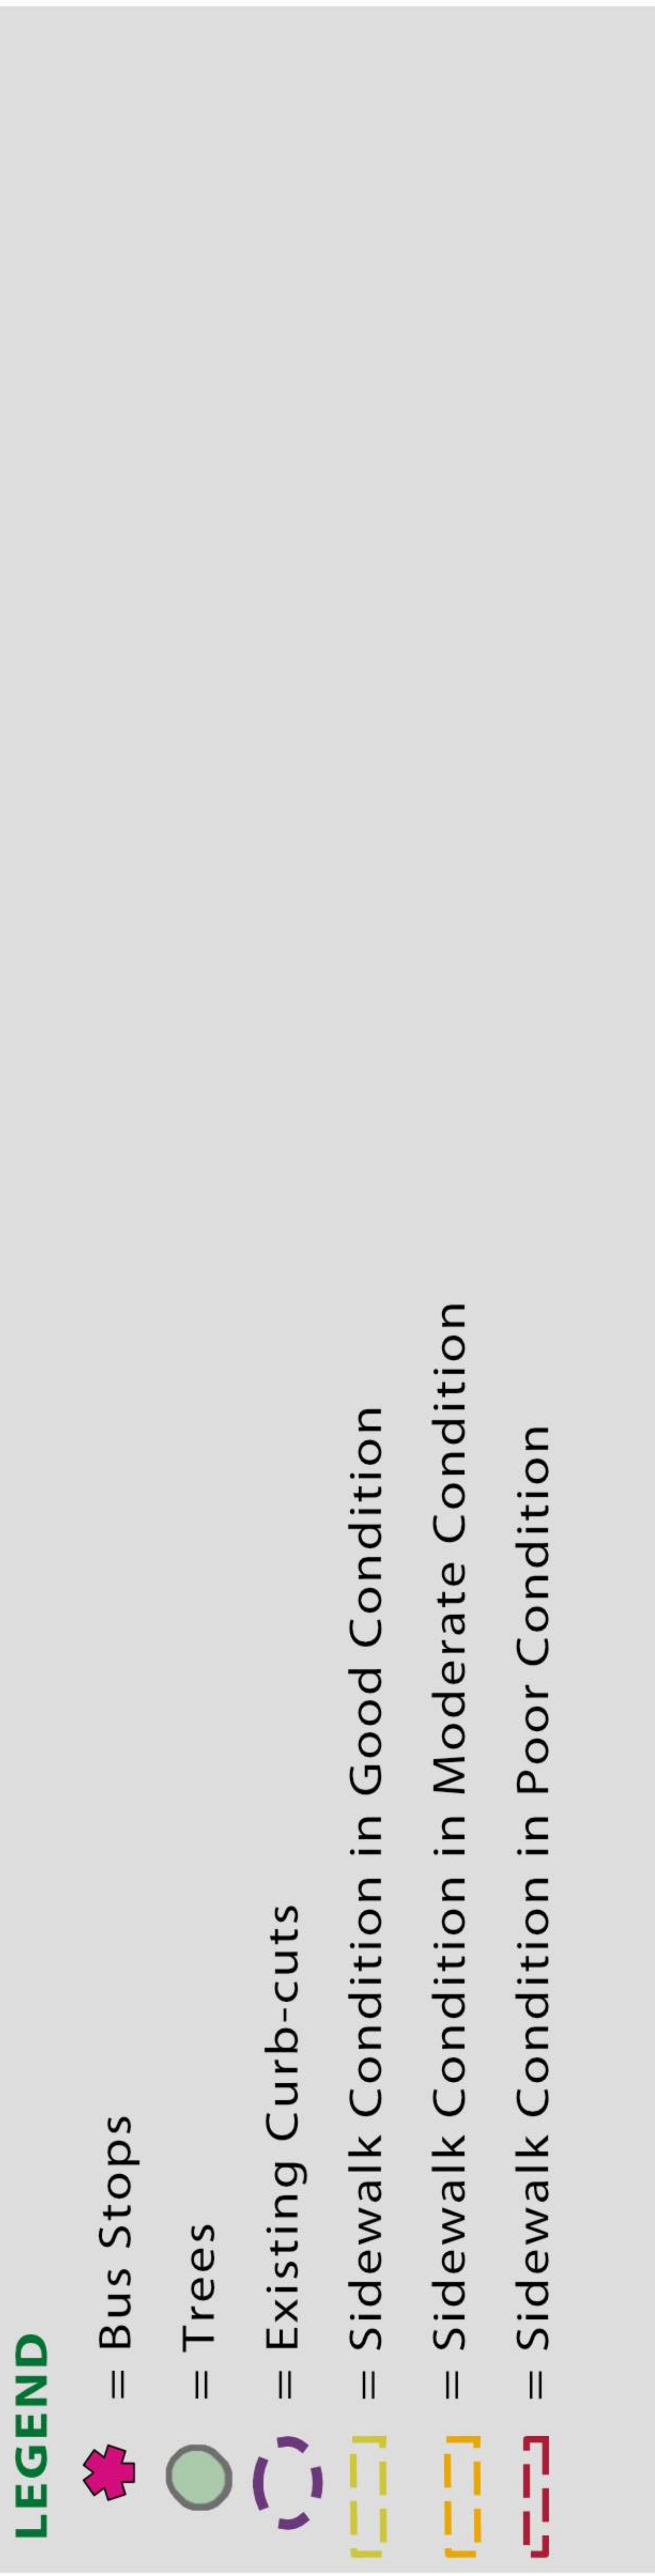 LEGEND
= Bus Stops
= Trees
= Existing Curb-cuts
= Sidewalk Condition in Good Condition
= Sidewalk Condition in Moderate Condition
= Sidewalk Condition in Poor Condition